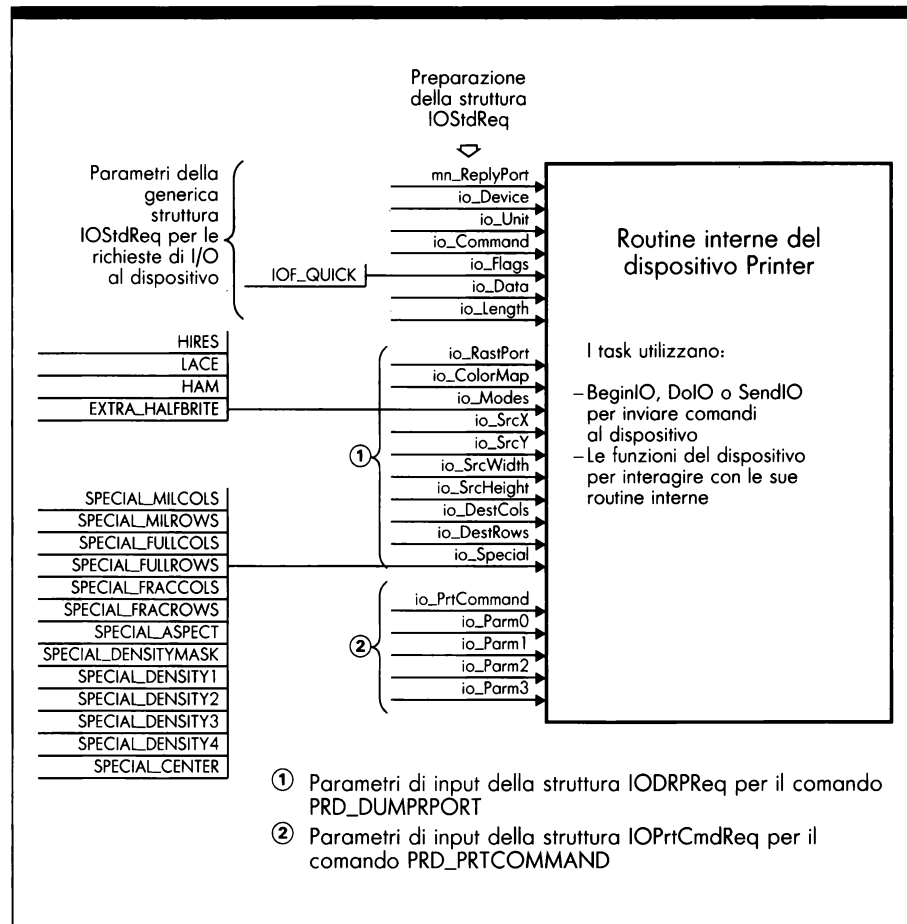 Preparazione
della struttura
IOStdReq
Parametri della
generica
struttura
IOStdReq per le
richieste di I/O
al dispositivo
IOF_QUICK
mn_ReplyPort
io_Device
io_Unit
io_Command
io_Flags
io_Data
io_Length
HIRES
LACE
HAM
EXTRA_HALFBRITE
SPECIAL_MILCOLS
SPECIAL_MILROWS
SPECIAL_FULLCOLS
SPECIAL_FULLROWS
SPECIAL_FRACCOLS
SPECIAL_FRACROWS
SPECIAL_ASPECT
SPECIAL_DENSITYMASK
SPECIAL_DENSITY1
SPECIAL_DENSITY2
SPECIAL_DENSITY3
SPECIAL_DENSITY4
SPECIAL_CENTER
①
io_RastPort
io_ColorMap
io_Modes
io_SrcX
io_SrcY
io_SrcWidth
io_SrcHeight
io_DestCols
io_DestRows
io_Special
②
io_PrtCommand
io_Parm0
io_Parm1
io_Parm2
io_Parm3
Routine interne del
dispositivo Printer
I task utilizzano:
–BeginIO, DoIO o SendIO
per inviare comandi
al dispositivo
–Le funzioni del dispositivo
per interagire con le sue
routine interne
① Parametri di input della struttura IODRPReq per il comando
PRD_DUMPRPORT
② Parametri di input della struttura IOPrtCmdReq per il
comando PRD_PRTCOMMAND